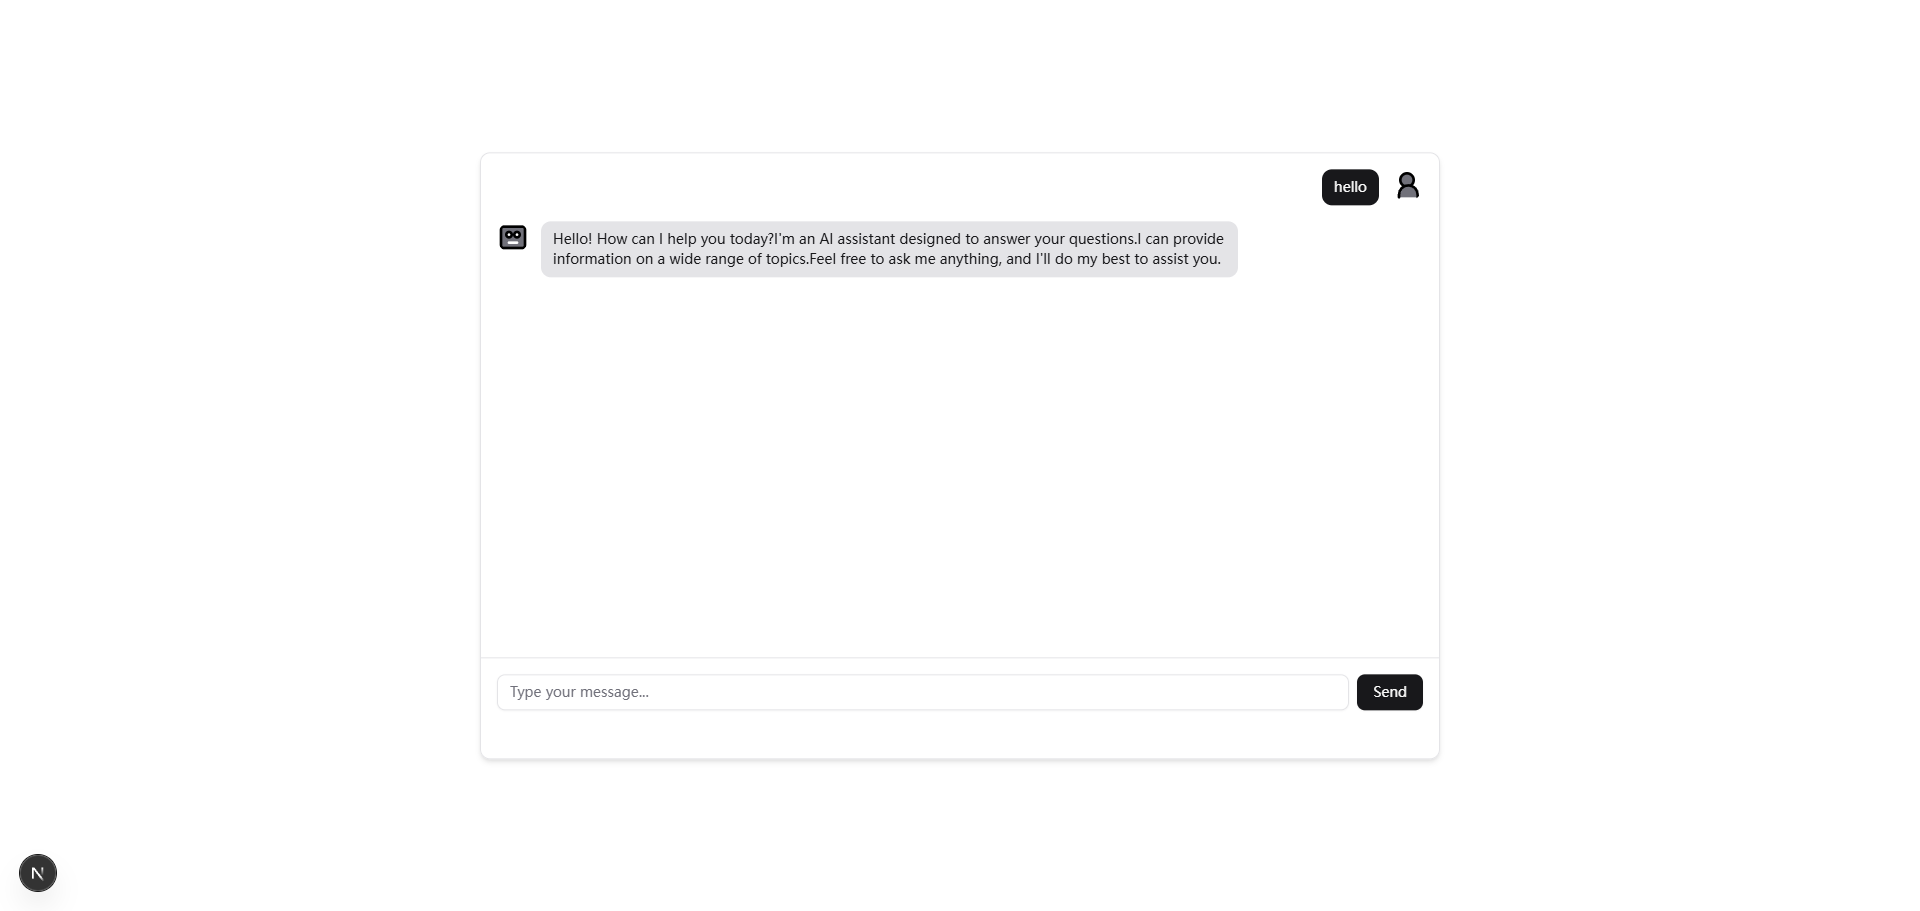 hello
Hello! How can I help you today?I'm an AI assistant designed to answer your questions.I can provide
information on a wide range of topics.Feel free to ask me anything, and I'll do my best to assist you.
Type your message...
Send
N